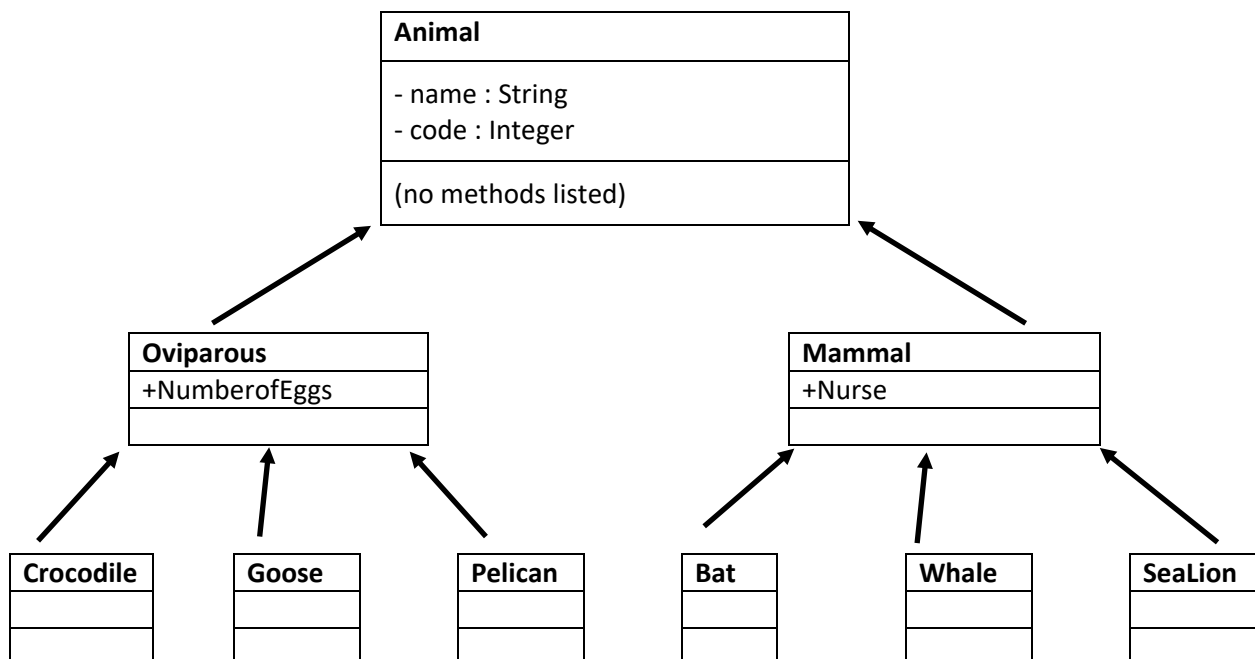 Animal
- name : String
- code : Integer
(no methods listed)
Oviparous
+NumberofEggs
Mammal
+Nurse
Crocodile
Goose
Pelican
Bat
Whale
SeaLion